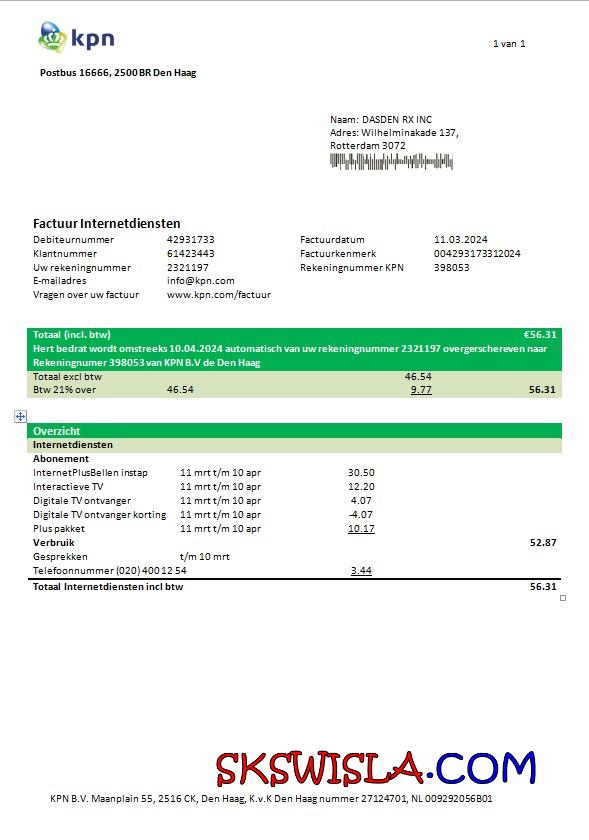 kpn
1 van 1
Postbus 16666, 2500 BR Den Haag
Naam: DASDEN RX INC
Adres: Wilhelminakade 137,
Rotterdam 3072
Factuur Internetdiensten
Debiteurnummer 42931733 Factuurdatum 11.03.2024
Klantnummer 61423443 Factuurkenmerk 004293173312024
Uw rekeningnummer 2321197 Rekeningnummer KPN 398053
E-mailadres info@kpn.com
Vragen over uw factuur www.kpn.com/factuur
Totaal (incl. btw) €56.31
Hert bedrat wordt omstreeks 10.04.2024 automatisch van uw rekeningnummer 2321197 overgerschereven naar
Rekeningnumer 398053 van KPN B.V de Den Haag
Totaal excl btw 46.54
Btw 21% over 46.54 9.77 56.31
Overzicht
Internetdiensten
Abonement
InternetPlusBellen instap 11 mrt t/m 10 apr 30.50
Interactieve TV 11 mrt t/m 10 apr 12.20
Digitale TV ontvanger 11 mrt t/m 10 apr 4.07
Digitale TV ontvanger korting 11 mrt t/m 10 apr -4.07
Plus pakket 11 mrt t/m 10 apr 10.17
Verbruik 52.87
Gesprekken t/m 10 mrt
Telefoonnummer (020) 400 12 54 3.44
Totaal Internetdiensten incl btw 56.31
SKSWISLA.COM
KPN B.V. Maanplain 55, 2516 CK, Den Haag, K.v.K Den Haag nummer 27124701, NL 009292056B01